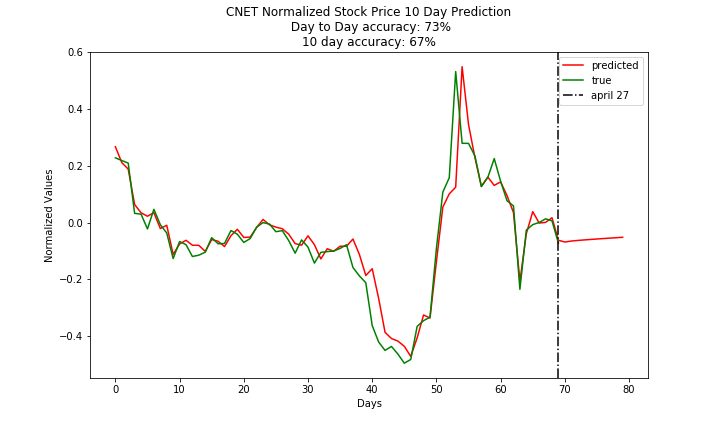 CNET Normalized Stock Price 10 Day Prediction
Day to Day accuracy: 73%
10 day accuracy: 67%
0.6
0.4
0.2
0.0
−0.2
−0.4
Normalized Values
predicted
true
april 27
0
10
20
30
40
50
60
70
80
Days